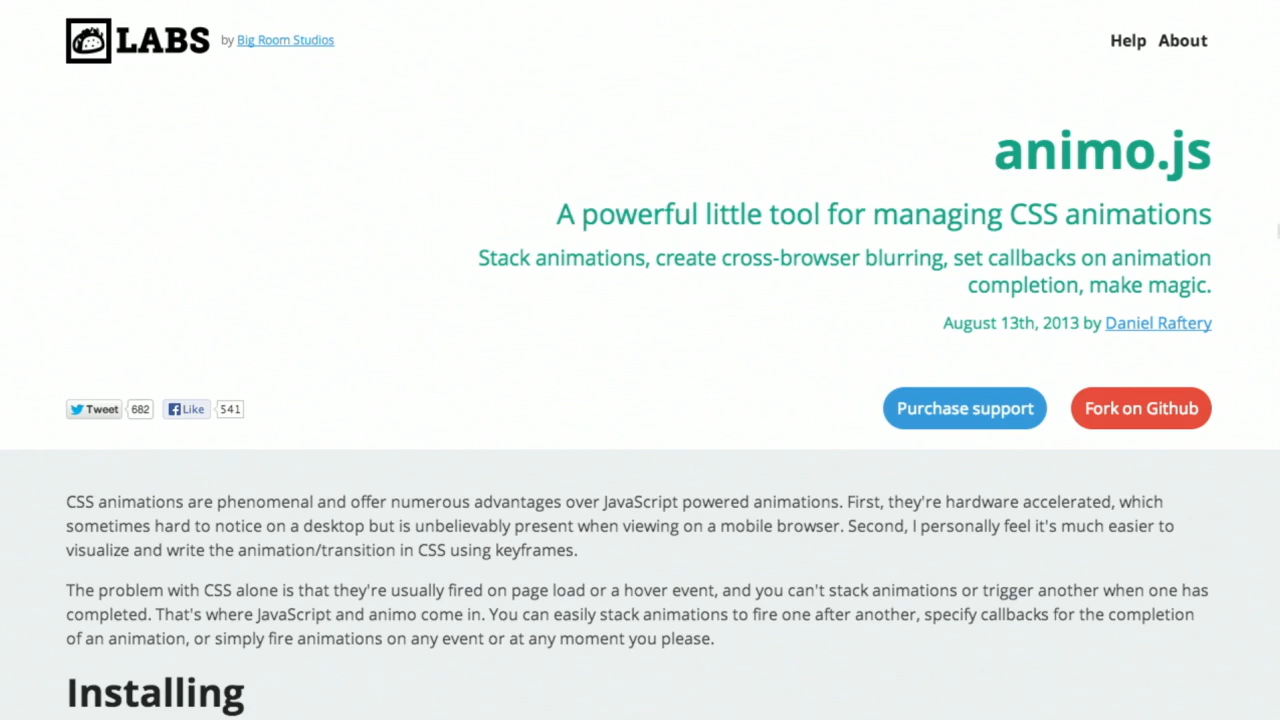 LABS by Big Room Studios
Help About
animo.js
A powerful little tool for managing CSS animations
Stack animations, create cross-browser blurring, set callbacks on animation
completion, make magic.
August 13th, 2013 by Daniel Raftery
Tweet 682 Like 541
Purchase support Fork on Github
CSS animations are phenomenal and offer numerous advantages over JavaScript powered animations. First, they're hardware accelerated, which
sometimes hard to notice on a desktop but is unbelievably present when viewing on a mobile browser. Second, I personally feel it's much easier to
visualize and write the animation/transition in CSS using keyframes.
The problem with CSS alone is that they're usually fired on page load or a hover event, and you can't stack animations or trigger another when one has
completed. That's where JavaScript and animo come in. You can easily stack animations to fire one after another, specify callbacks for the completion
of an animation, or simply fire animations on any event or at any moment you please.
Installing